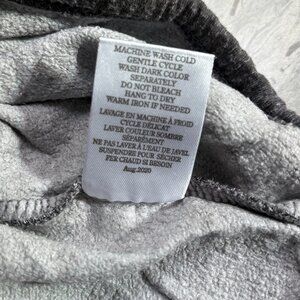 MACHINE WASH COLD
GENTLE CYCLE
WASH DARK COLOR
SEPARATELY
DO NOT BLEACH
HANG TO DRY
WARM IRON IF NEEDED
LAVAGE EN MACHINE À FROID
CYCLE DÉLICAT
LAVER COULEUR SOMBRE
SÉPARÉMENT
NE PAS LAVER À L'EAU DE JAVEL
SUSPENDRE POUR SÉCHER
FER CHAUD SI BESOIN
Aug.2020